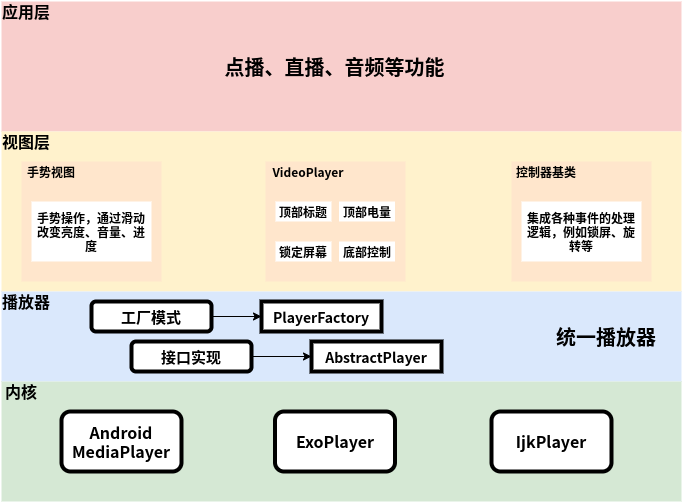 应用层
点播、直播、音频等功能
视图层
手势视图
手势操作，通过滑动
改变亮度、音量、进
度
VideoPlayer
顶部标题
顶部电量
锁定屏幕
底部控制
控制器基类
集成各种事件的处理
逻辑，例如锁屏、旋
转等
播放器
工厂模式
PlayerFactory
接口实现
AbstractPlayer
统一播放器
内核
Android
MediaPlayer
ExoPlayer
IjkPlayer